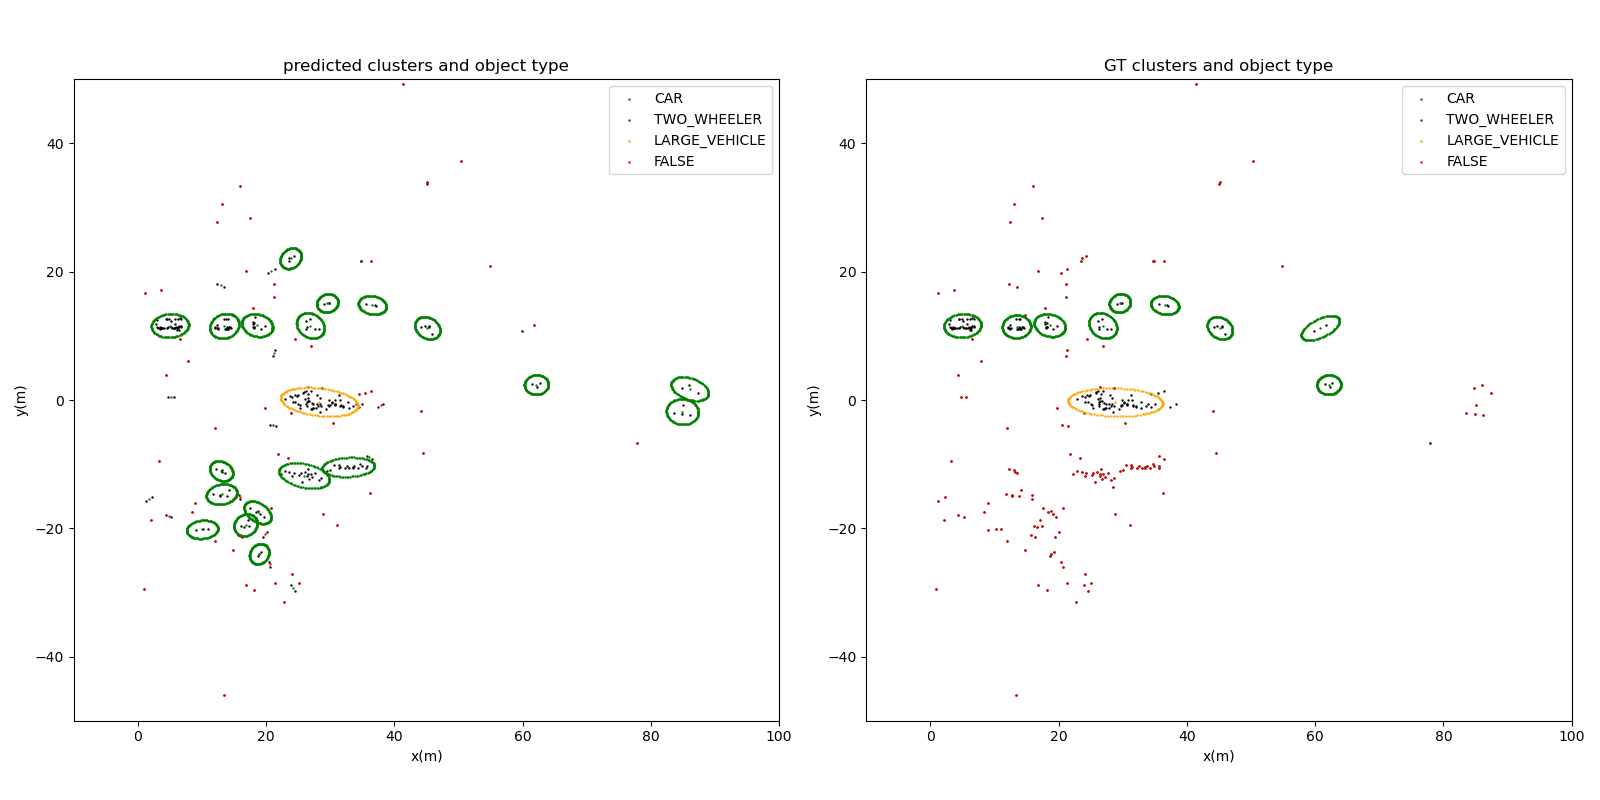 predicted clusters and object type
CAR
TWO_WHEELER
LARGE_VEHICLE
FALSE
40
20
0
−20
−40
y(m)
0
20
40
60
80
100
x(m)
GT clusters and object type
CAR
TWO_WHEELER
LARGE_VEHICLE
FALSE
40
20
0
−20
−40
y(m)
0
20
40
60
80
100
x(m)